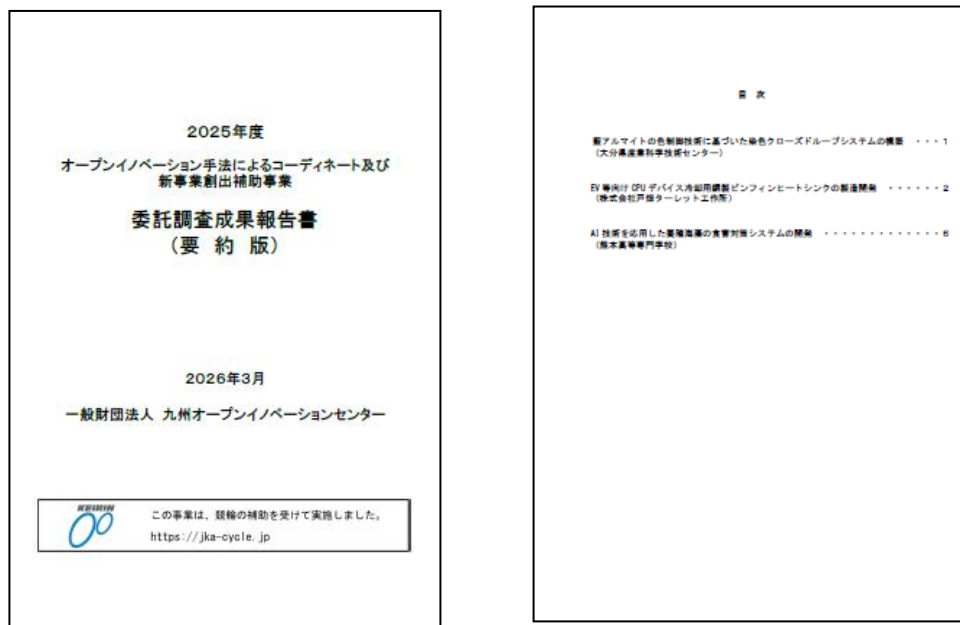 2025年度
オープンイノベーション手法によるコーディネート及び
新事業創出補助事業
委託調査成果報告書
（要 約 版）
2026年3月
一般財団法人 九州オープンイノベーションセンター
KEIRIN
この事業は、競輪の補助を受けて実施しました。
https://jka-cycle.jp
目 次
藍アルマイトの色制御技術に基づいた染色クローズドループシステムの構築 ・・・1
（大分県産業科学技術センター）
EV 等向け CPU デバイス冷却用銅製ピンフィンヒートシンクの製造開発 ・・・・・・2
（株式会社戸畑ターレット工作所）
AI 技術を応用した養殖海藻の食害対策システムの開発 ・・・・・・・・・・・・・6
（熊本高等専門学校）